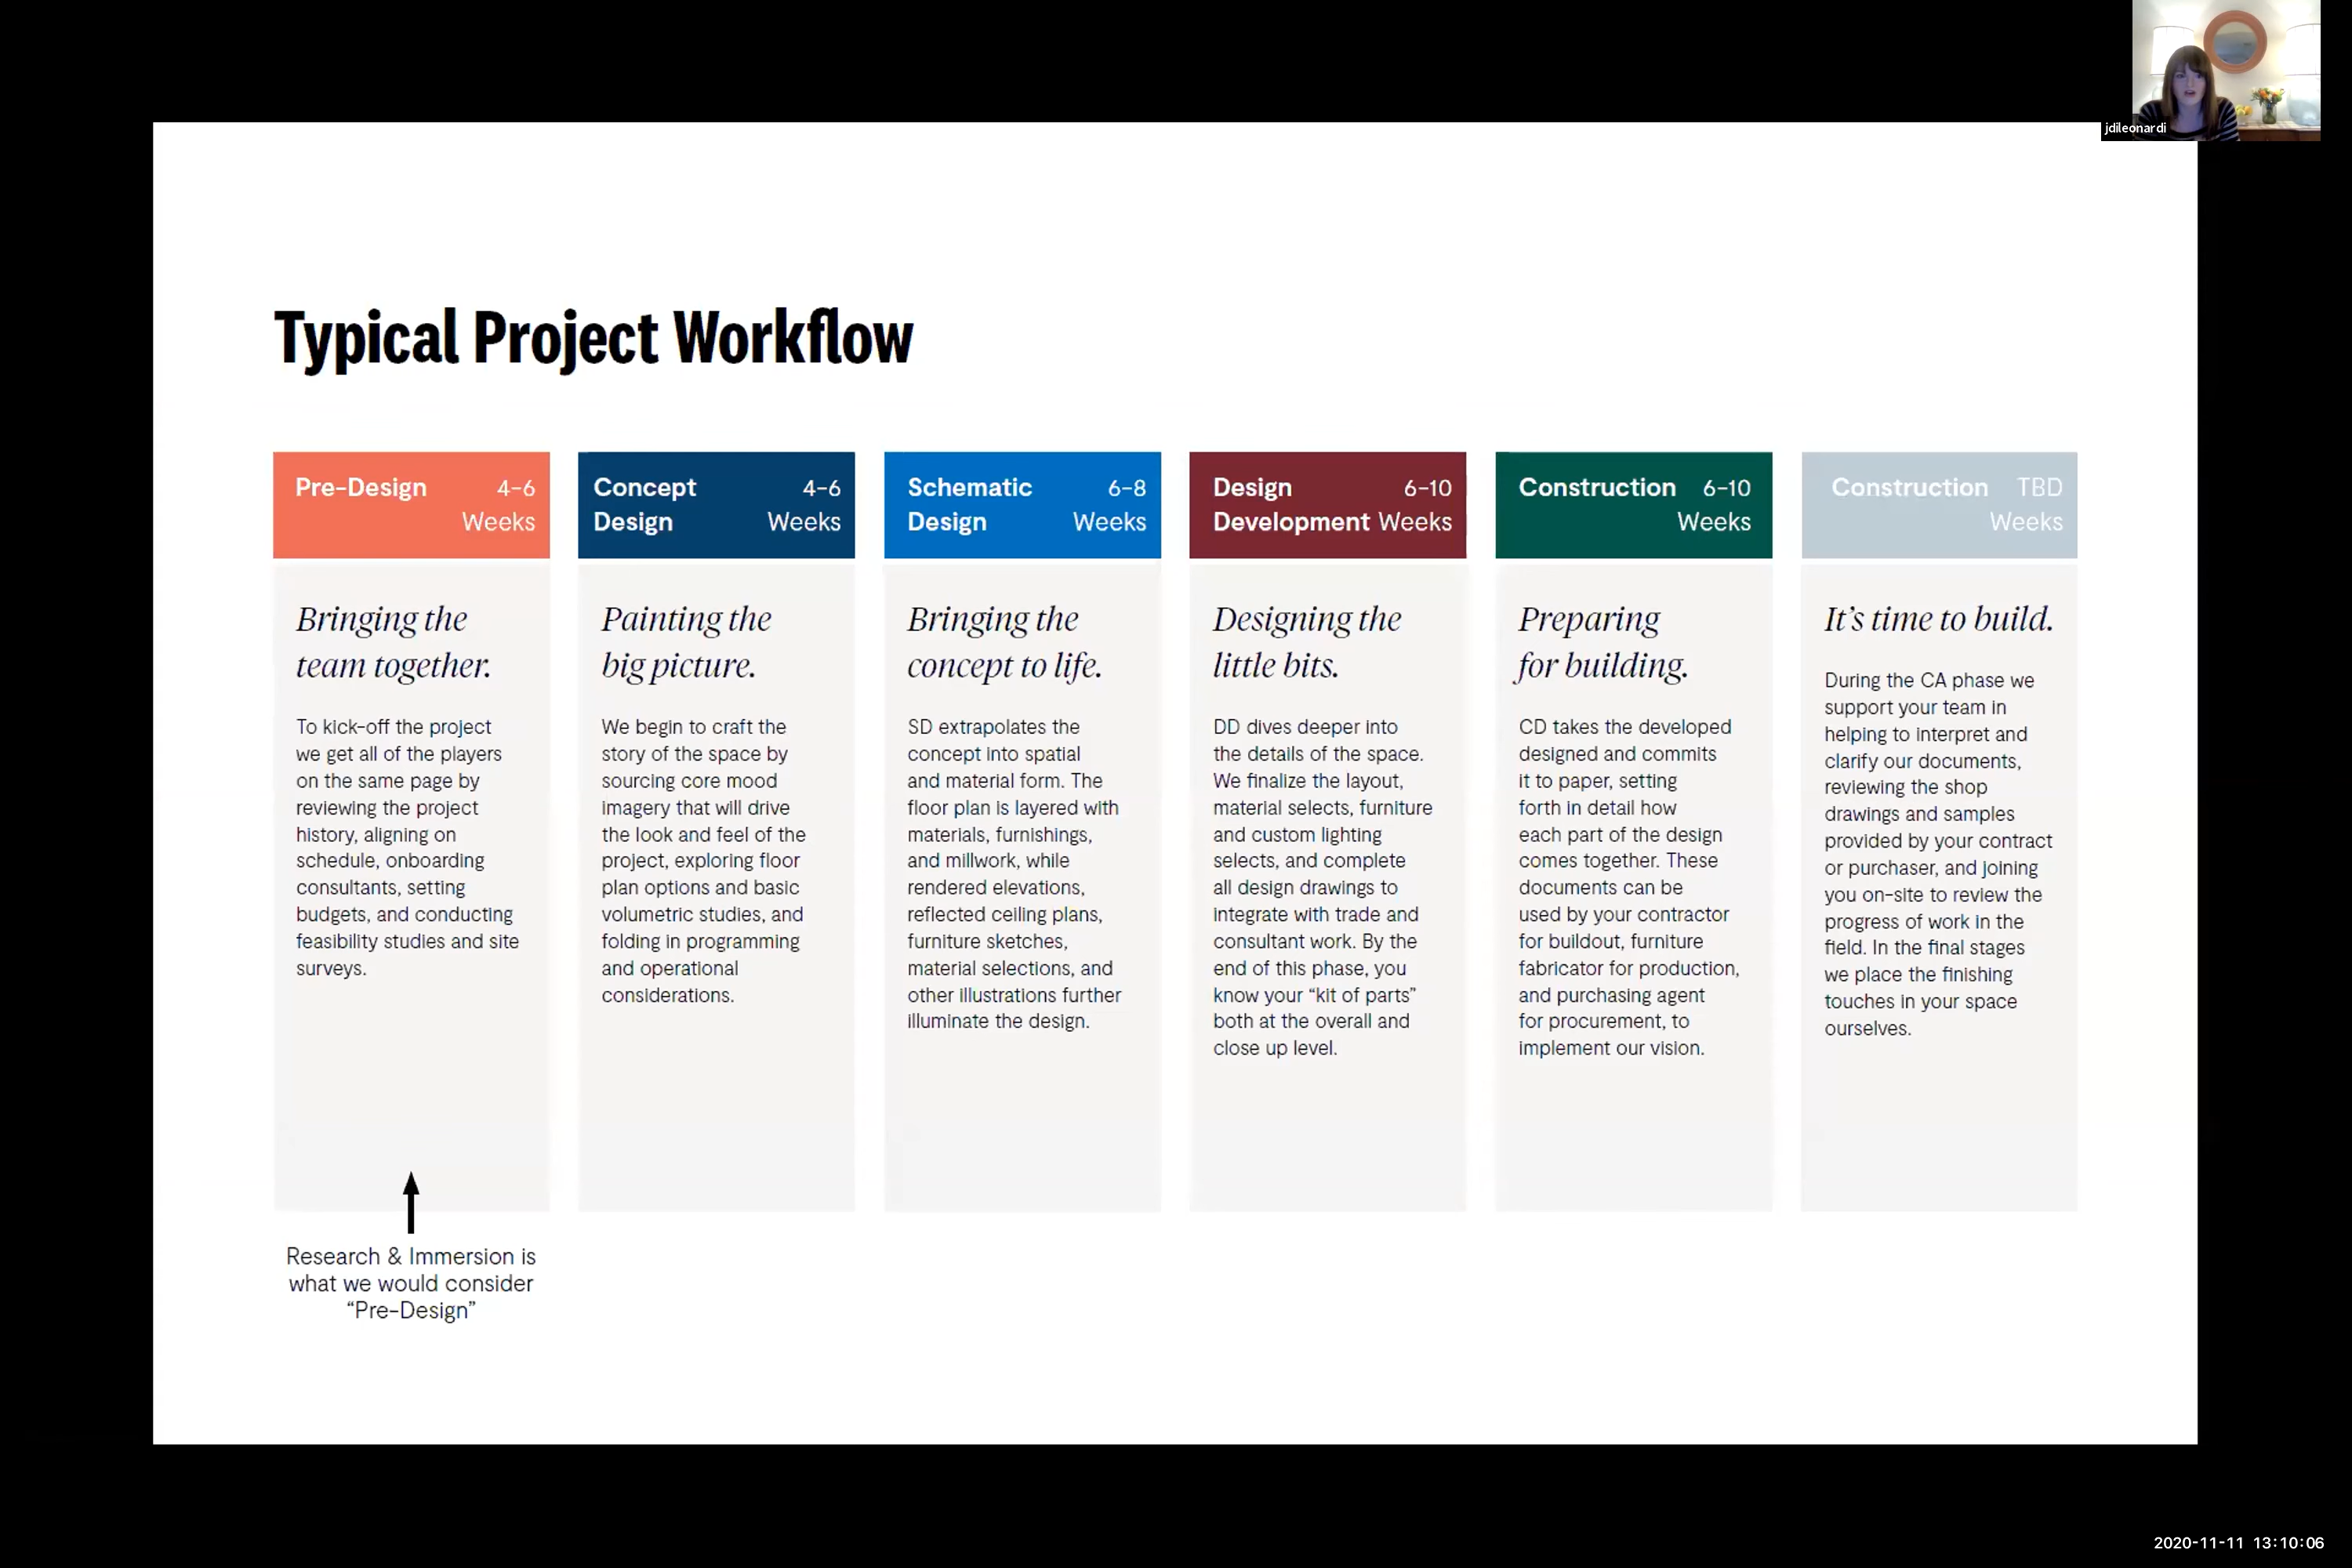 jdileonardi
Typical Project Workflow
Pre-Design 4-6
Weeks
Bringing the
team together.
To kick-off the project
we get all of the players
on the same page by
reviewing the project
history, aligning on
schedule, onboarding
consultants, setting
budgets, and conducting
feasibility studies and site
surveys.
Research & Immersion is
what we would consider
“Pre-Design”
Concept 4-6
Design Weeks
Painting the
big picture.
We begin to craft the
story of the space by
sourcing core mood
imagery that will drive
the look and feel of the
project, exploring floor
plan options and basic
volumetric studies, and
folding in programming
and operational
considerations.
Schematic 6-8
Design Weeks
Bringing the
concept to life.
SD extrapolates the
concept into spatial
and material form. The
floor plan is layered with
materials, furnishings,
and millwork, while
rendered elevations,
reflected ceiling plans,
furniture sketches,
material selections, and
other illustrations further
illuminate the design.
Design 6-10
Development Weeks
Designing the
little bits.
DD dives deeper into
the details of the space.
We finalize the layout,
material selects, furniture
and custom lighting
selects, and complete
all design drawings to
integrate with trade and
consultant work. By the
end of this phase, you
know your “kit of parts”
both at the overall and
close up level.
Construction 6-10
Weeks
Preparing
for building.
CD takes the developed
designed and commits
it to paper, setting
forth in detail how
each part of the design
comes together. These
documents can be
used by your contractor
for buildout, furniture
fabricator for production,
and purchasing agent
for procurement, to
implement our vision.
Construction TBD
Weeks
It’s time to build.
During the CA phase we
support your team in
helping to interpret and
clarify our documents,
reviewing the shop
drawings and samples
provided by your contract
or purchaser, and joining
you on-site to review the
progress of work in the
field. In the final stages
we place the finishing
touches in your space
ourselves.
2020-11-11 13:10:06